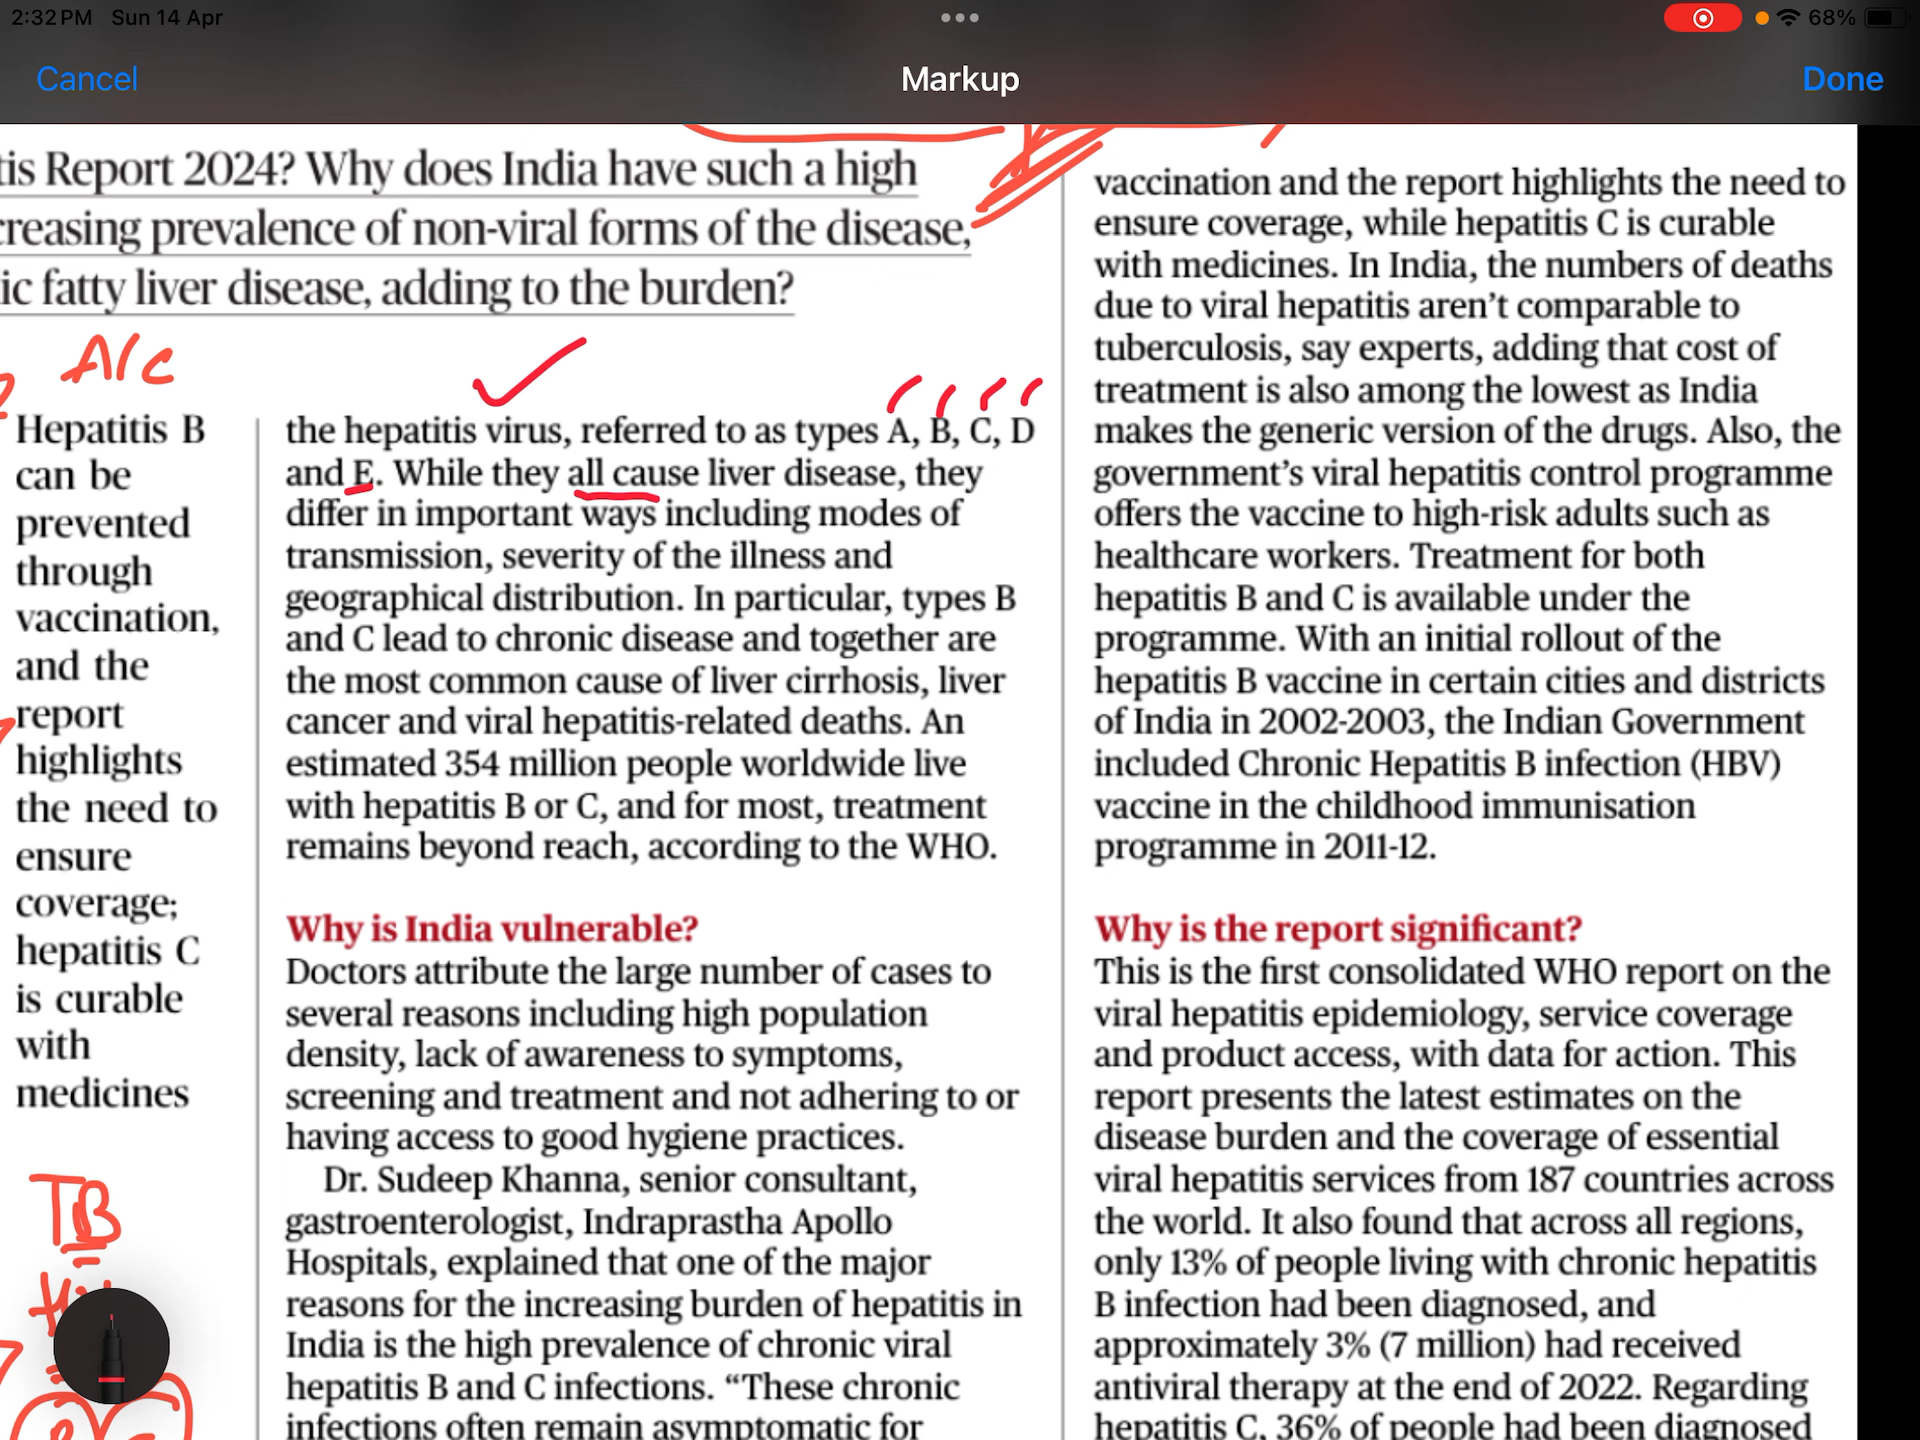 2:32 PM Sun 14 Apr
68%
Cancel
Markup
Done
tis Report 2024? Why does India have such a high
creasing prevalence of non-viral forms of the disease,
ic fatty liver disease, adding to the burden?
A/c
Hepatitis B
can be
prevented
through
vaccination,
and the
report
highlights
the need to
ensure
coverage;
hepatitis C
is curable
with
medicines
TB
the hepatitis virus, referred to as types A, B, C, D
and E. While they all cause liver disease, they
differ in important ways including modes of
transmission, severity of the illness and
geographical distribution. In particular, types B
and C lead to chronic disease and together are
the most common cause of liver cirrhosis, liver
cancer and viral hepatitis-related deaths. An
estimated 354 million people worldwide live
with hepatitis B or C, and for most, treatment
remains beyond reach, according to the WHO.
Why is India vulnerable?
Doctors attribute the large number of cases to
several reasons including high population
density, lack of awareness to symptoms,
screening and treatment and not adhering to or
having access to good hygiene practices.
Dr. Sudeep Khanna, senior consultant,
gastroenterologist, Indraprastha Apollo
Hospitals, explained that one of the major
reasons for the increasing burden of hepatitis in
India is the high prevalence of chronic viral
hepatitis B and C infections. “These chronic
infections often remain asymptomatic for
vaccination and the report highlights the need to
ensure coverage, while hepatitis C is curable
with medicines. In India, the numbers of deaths
due to viral hepatitis aren’t comparable to
tuberculosis, say experts, adding that cost of
treatment is also among the lowest as India
makes the generic version of the drugs. Also, the
government’s viral hepatitis control programme
offers the vaccine to high-risk adults such as
healthcare workers. Treatment for both
hepatitis B and C is available under the
programme. With an initial rollout of the
hepatitis B vaccine in certain cities and districts
of India in 2002-2003, the Indian Government
included Chronic Hepatitis B infection (HBV)
vaccine in the childhood immunisation
programme in 2011-12.
Why is the report significant?
This is the first consolidated WHO report on the
viral hepatitis epidemiology, service coverage
and product access, with data for action. This
report presents the latest estimates on the
disease burden and the coverage of essential
viral hepatitis services from 187 countries across
the world. It also found that across all regions,
only 13% of people living with chronic hepatitis
B infection had been diagnosed, and
approximately 3% (7 million) had received
antiviral therapy at the end of 2022. Regarding
hepatitis C, 36% of people had been diagnosed